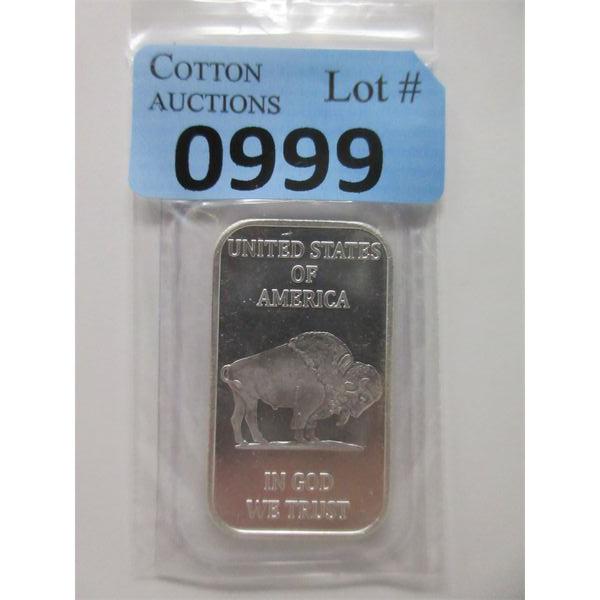 COTTON
AUCTIONS
Lot #
0999
UNITED STATES
OF
AMERICA
IN GOD
WE TRUST